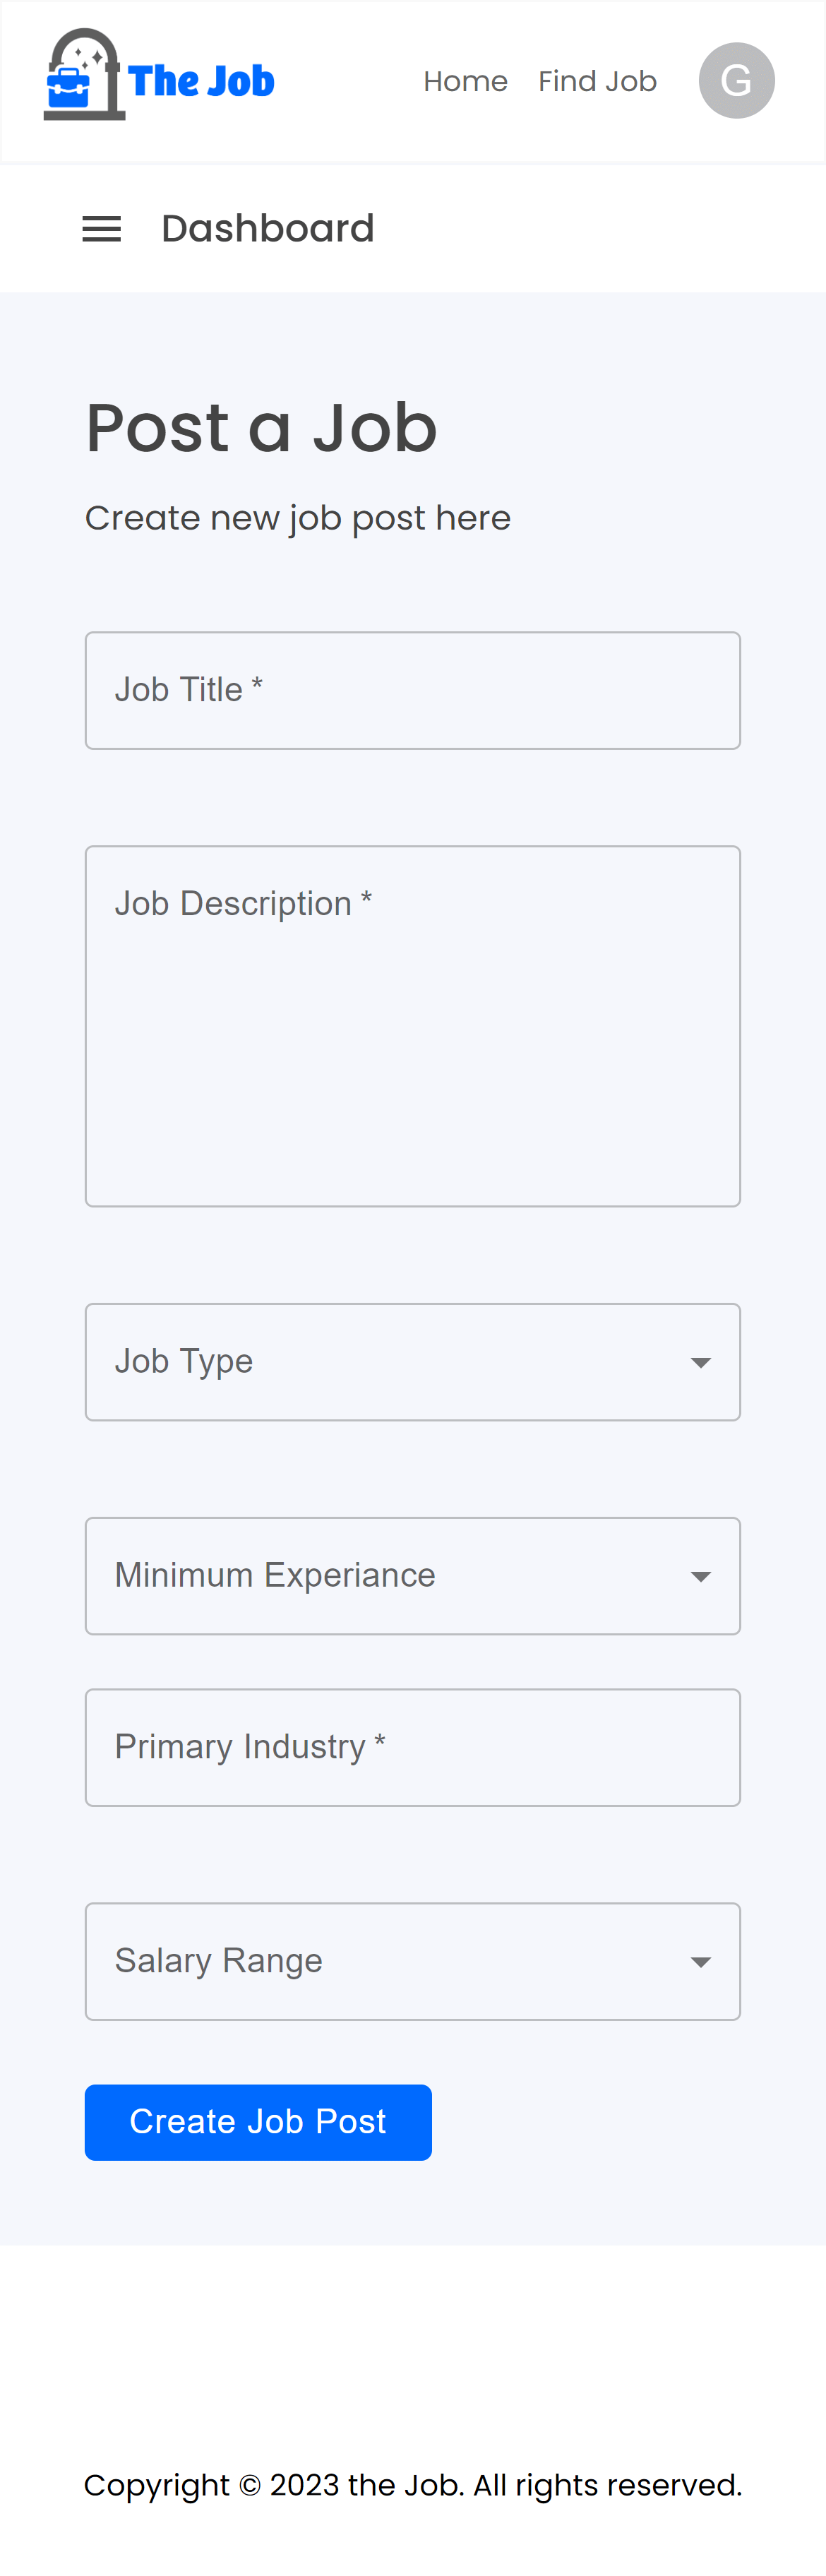 The Job
Home Find Job G
Dashboard
Post a Job
Create new job post here
Job Title *
Job Description *
Job Type
Minimum Experiance
Primary Industry *
Salary Range
Create Job Post
Copyright © 2023 the Job. All rights reserved.